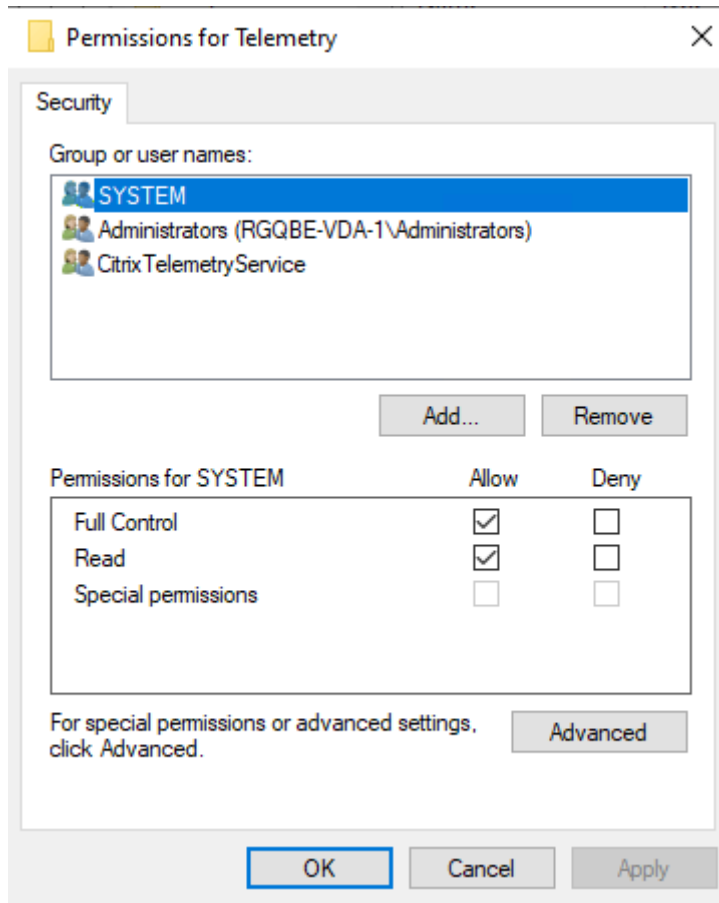 Permissions for Telemetry
Security
Group or user names:
SYSTEM
Administrators (RGQBE-VDA-1\Administrators)
CitrixTelemetryService
Add...
Remove
Permissions for SYSTEM
Allow
Deny
Full Control
Read
Special permissions
For special permissions or advanced settings,
click Advanced.
Advanced
OK
Cancel
Apply